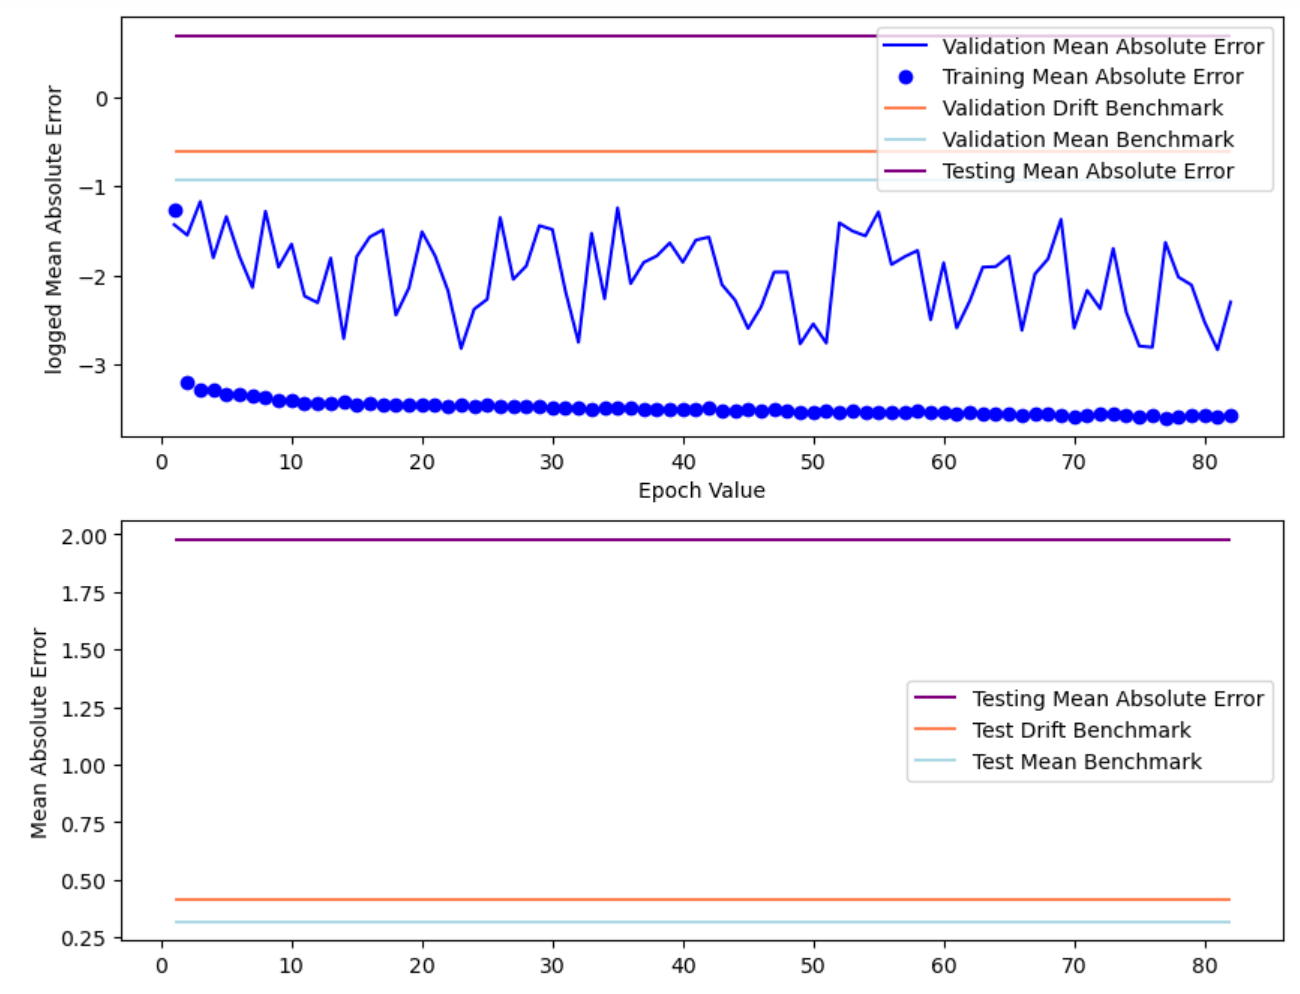 logged Mean Absolute Error
0
−1
−2
−3
Validation Mean Absolute Error
Training Mean Absolute Error
Validation Drift Benchmark
Validation Mean Benchmark
Testing Mean Absolute Error
0 10 20 30 40 50 60 70 80
Epoch Value
Mean Absolute Error
2.00
1.75
1.50
1.25
1.00
0.75
0.50
0.25
Testing Mean Absolute Error
Test Drift Benchmark
Test Mean Benchmark
0 10 20 30 40 50 60 70 80